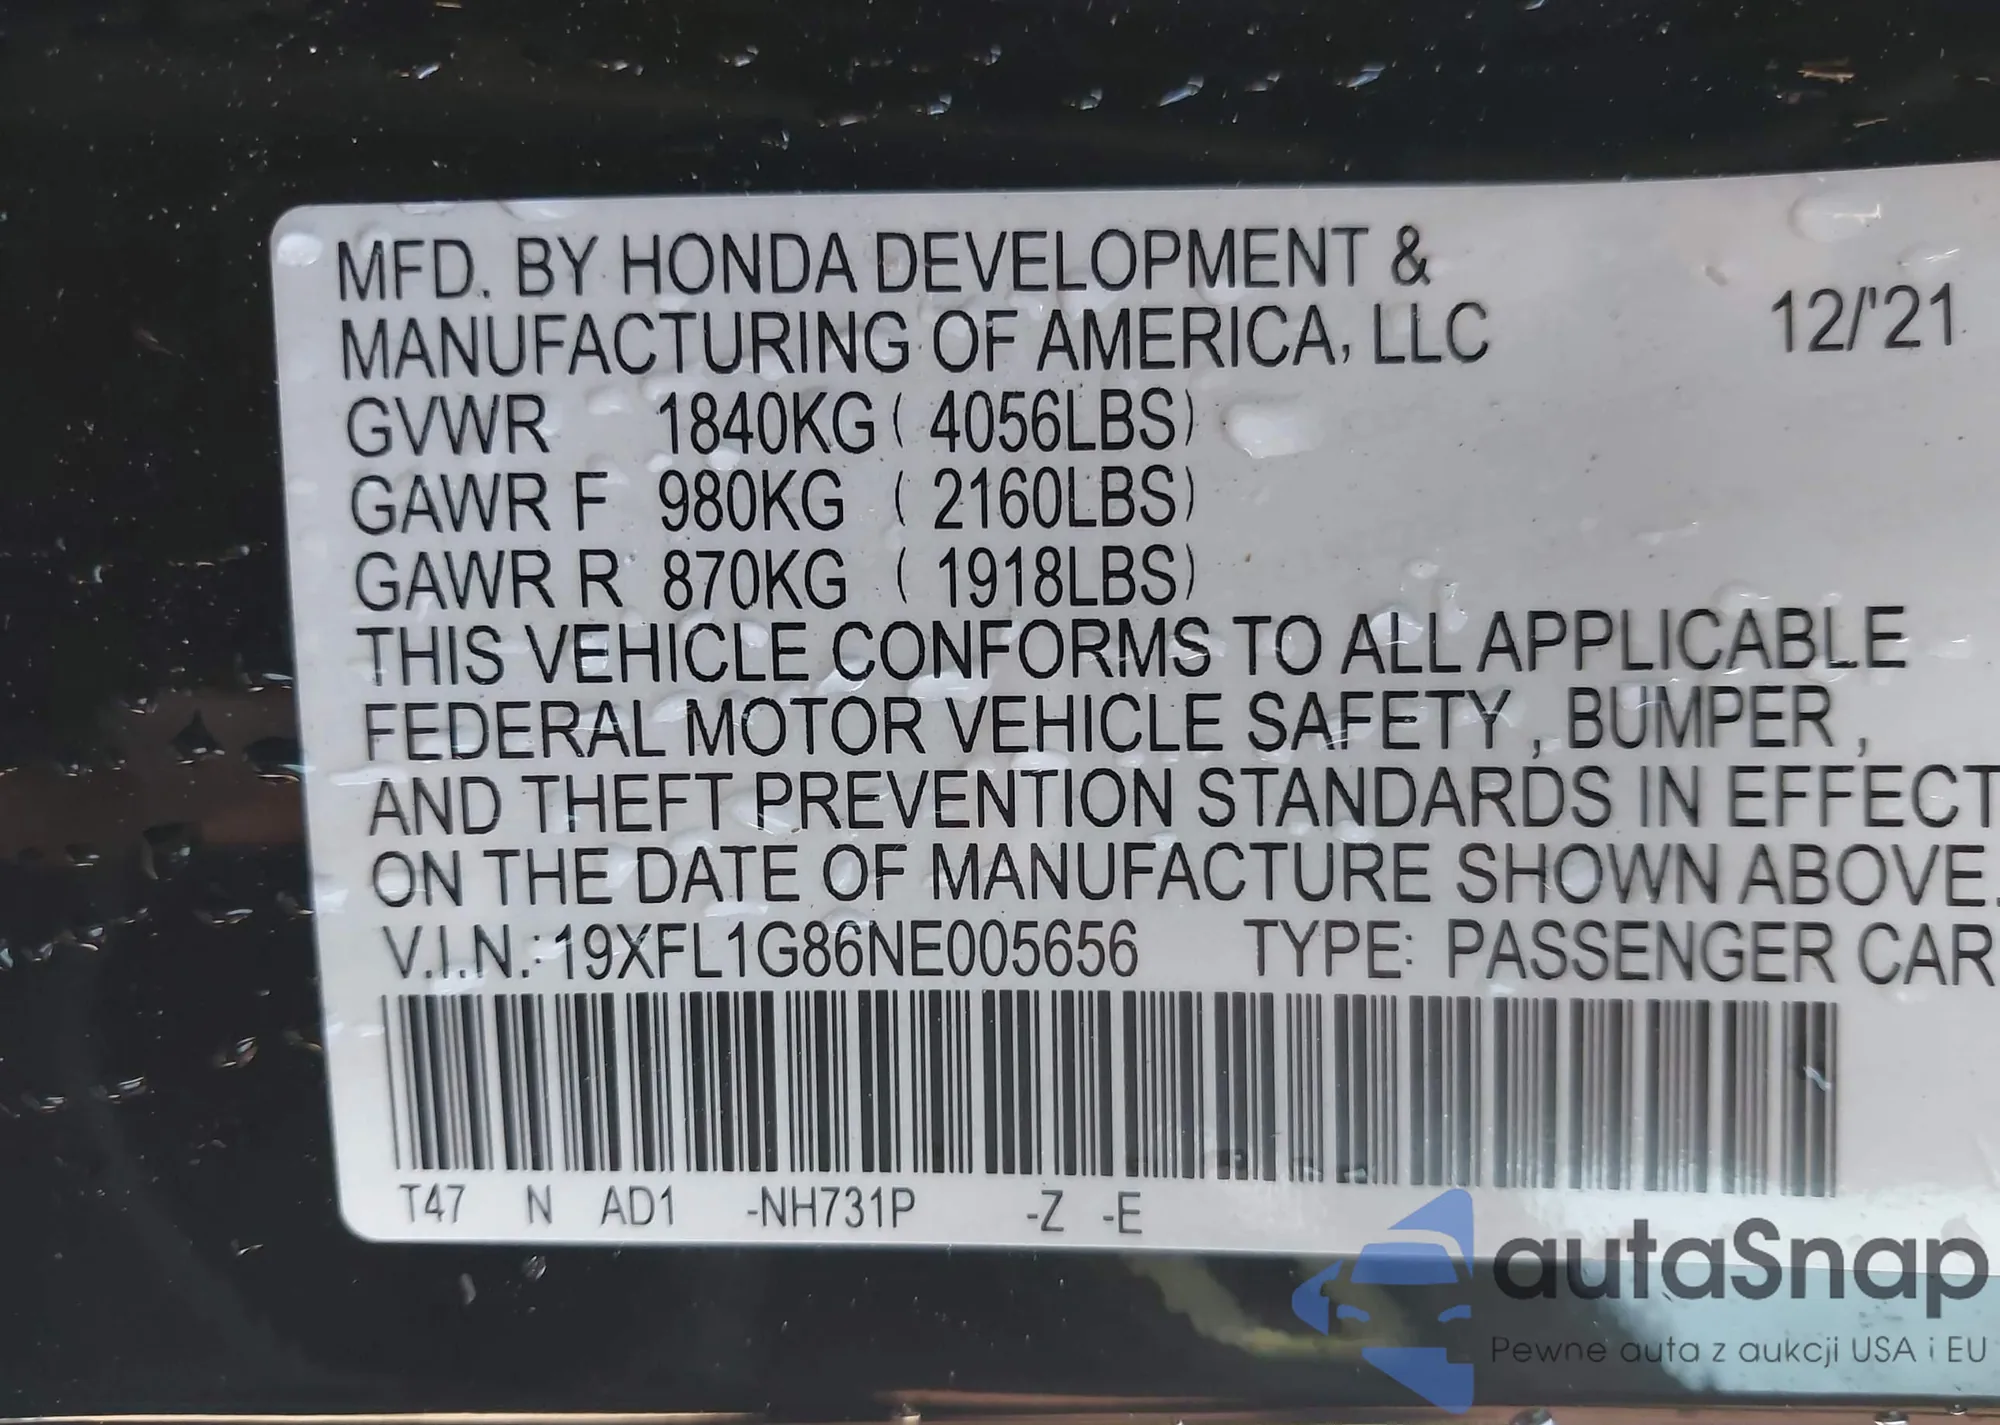 MFD. BY HONDA DEVELOPMENT &
MANUFACTURING OF AMERICA, LLC 12/'21
GVWR 1840KG ( 4056LBS)
GAWR F 980KG ( 2160LBS)
GAWR R 870KG ( 1918LBS)
THIS VEHICLE CONFORMS TO ALL APPLICABLE
FEDERAL MOTOR VEHICLE SAFETY , BUMPER ,
AND THEFT PREVENTION STANDARDS IN EFFECT
ON THE DATE OF MANUFACTURE SHOWN ABOVE.
V.I.N.: 19XFL1G86NE005656 TYPE: PASSENGER CAR
T47 N AD1 -NH731P -Z -E
autaSnap
Pewne auta z aukcji USA i EU